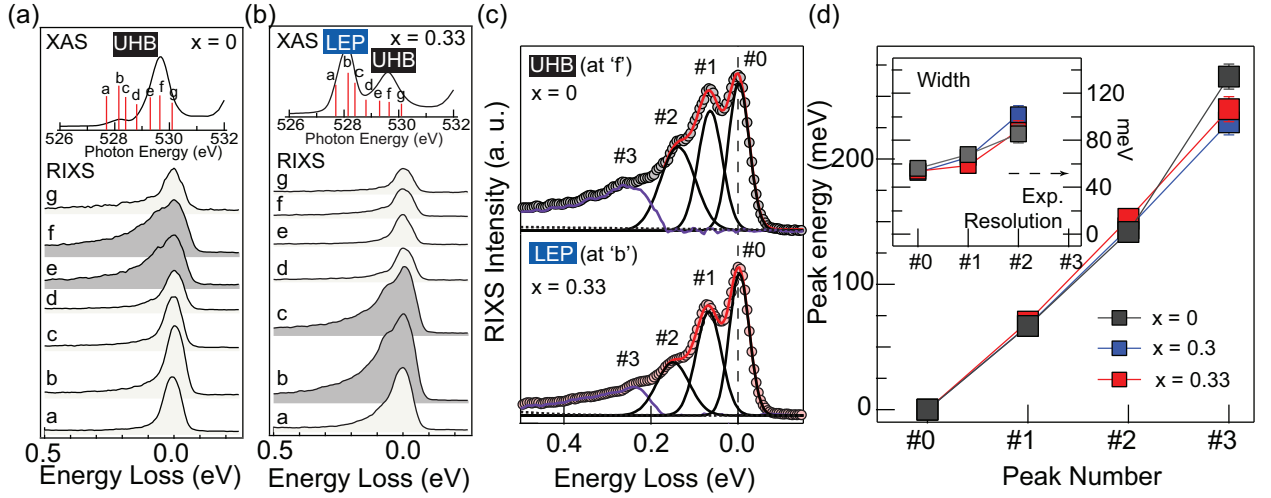 (a)
XAS
UHB
x = 0
a
b
c
d
e
f
g
526
528
530
532
Photon Energy (eV)
RIXS
g
f
e
d
c
b
a
0.5
0.0
Energy Loss (eV)
(b)
XAS
LEP
x = 0.33
UHB
a
b
c
d
e
f
g
526
528
530
532
Photon Energy (eV)
RIXS
g
f
e
d
c
b
a
0.5
0.0
Energy Loss (eV)
(c)
RIXS Intensity (a. u.)
UHB (at 'f')
x = 0
#0
#1
#2
#3
LEP (at 'b')
x = 0.33
#0
#1
#2
#3
0.4
0.2
0.0
Energy Loss (eV)
(d)
Peak energy (meV)
200
100
0
Width
120
80
40
0
meV
Exp.
Resolution
#0
#1
#2
#3
x = 0
x = 0.3
x = 0.33
#0
#1
#2
#3
Peak Number